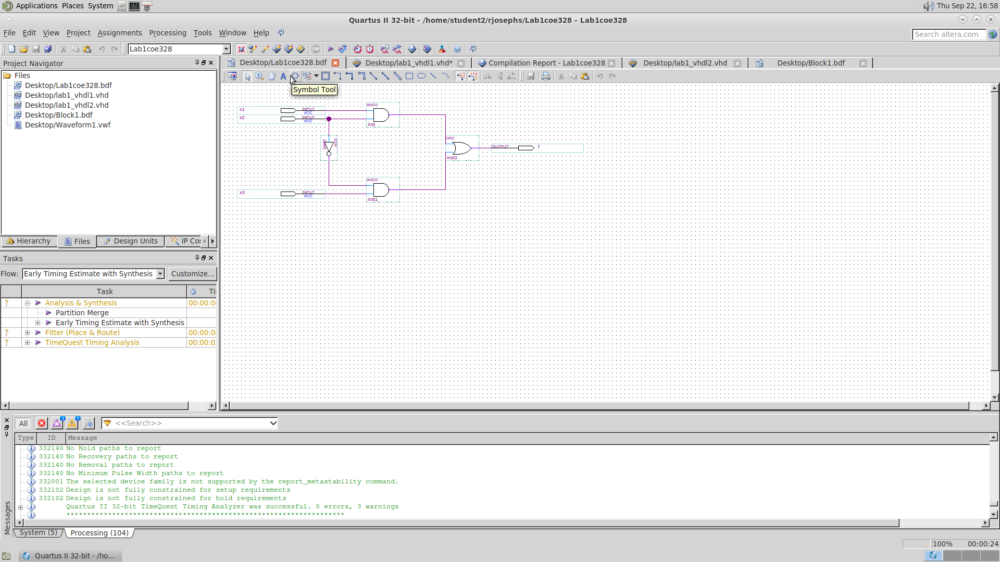 Applications Places System
Thu Sep 22, 16:58
Quartus II 32-bit - /home/student2/rjosephs/Lab1coe328 - Lab1coe328
File Edit View Project Assignments Processing Tools Window Help
Search altera.com
Lab1coe328
STOP
Project Navigator
Desktop/Lab1coe328.bdf
Desktop/lab1_vhdl1.vhd*
Compilation Report - Lab1coe328
Desktop/lab1_vhdl2.vhd
Desktop/Block1.bdf
Symbol Tool
Files
Desktop/Lab1coe328.bdf
Desktop/lab1_vhdl1.vhd
Desktop/lab1_vhdl2.vhd
Desktop/Block1.bdf
Desktop/Waveform1.vwf
x1 INPUT VCC
x2 INPUT VCC
AND2
inst
NOT
inst2
OR2
inst3
OUTPUT f
AND2
inst1
x3 INPUT VCC
Hierarchy Files Design Units IP Co
Tasks
Flow: Early Timing Estimate with Synthesis Customize...
Task
? Analysis & Synthesis 00:00:0
Partition Merge
Early Timing Estimate with Synthesis
? Fitter (Place & Route) 00:00:0
? TimeQuest Timing Analysis 00:00:0
All 3 5 <<Search>>
Type ID Message
332140 No Hold paths to report
332140 No Recovery paths to report
332140 No Removal paths to report
332140 No Minimum Pulse Width paths to report
332001 The selected device family is not supported by the report_metastability command.
332102 Design is not fully constrained for setup requirements
332102 Design is not fully constrained for hold requirements
Quartus II 32-bit TimeQuest Timing Analyzer was successful. 0 errors, 3 warnings
*******************************************************************
Messages
System (5) Processing (104)
100% 00:00:24
Quartus II 32-bit - /ho...